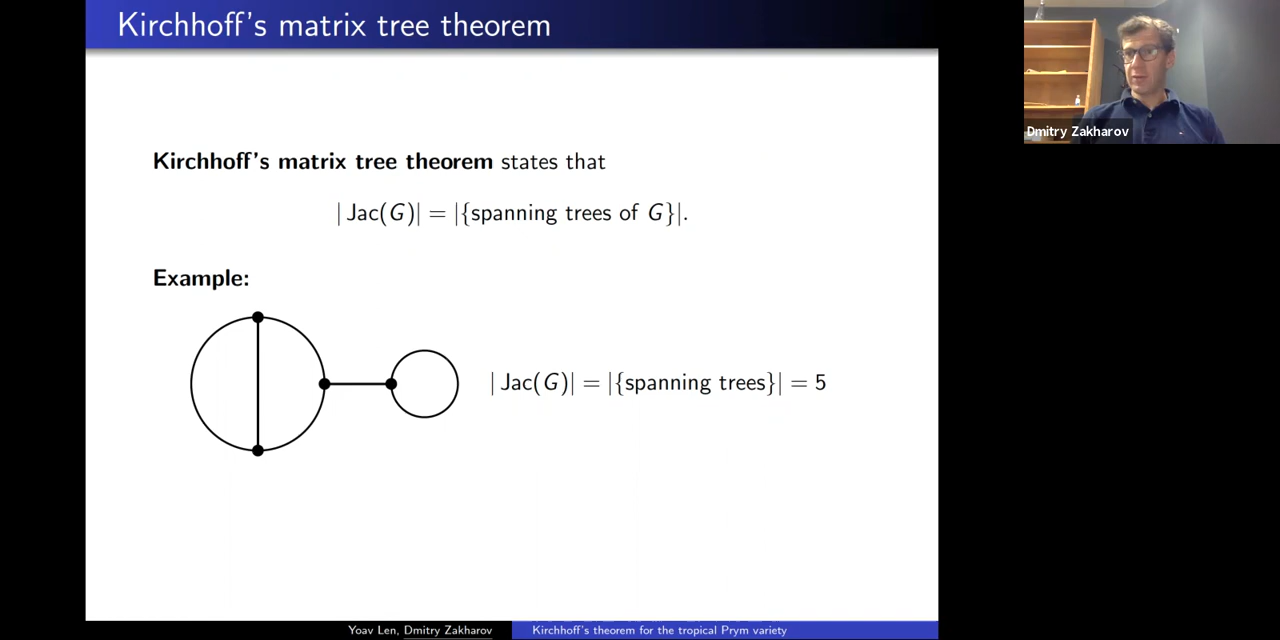 Kirchhoff's matrix tree theorem
Dmitry Zakharov
Kirchhoff's matrix tree theorem states that
| Jac(G)| = |{spanning trees of G}|.
Example:
| Jac(G)| = |{spanning trees}| = 5
Yoav Len, Dmitry Zakharov Kirchhoff's theorem for the tropical Prym variety